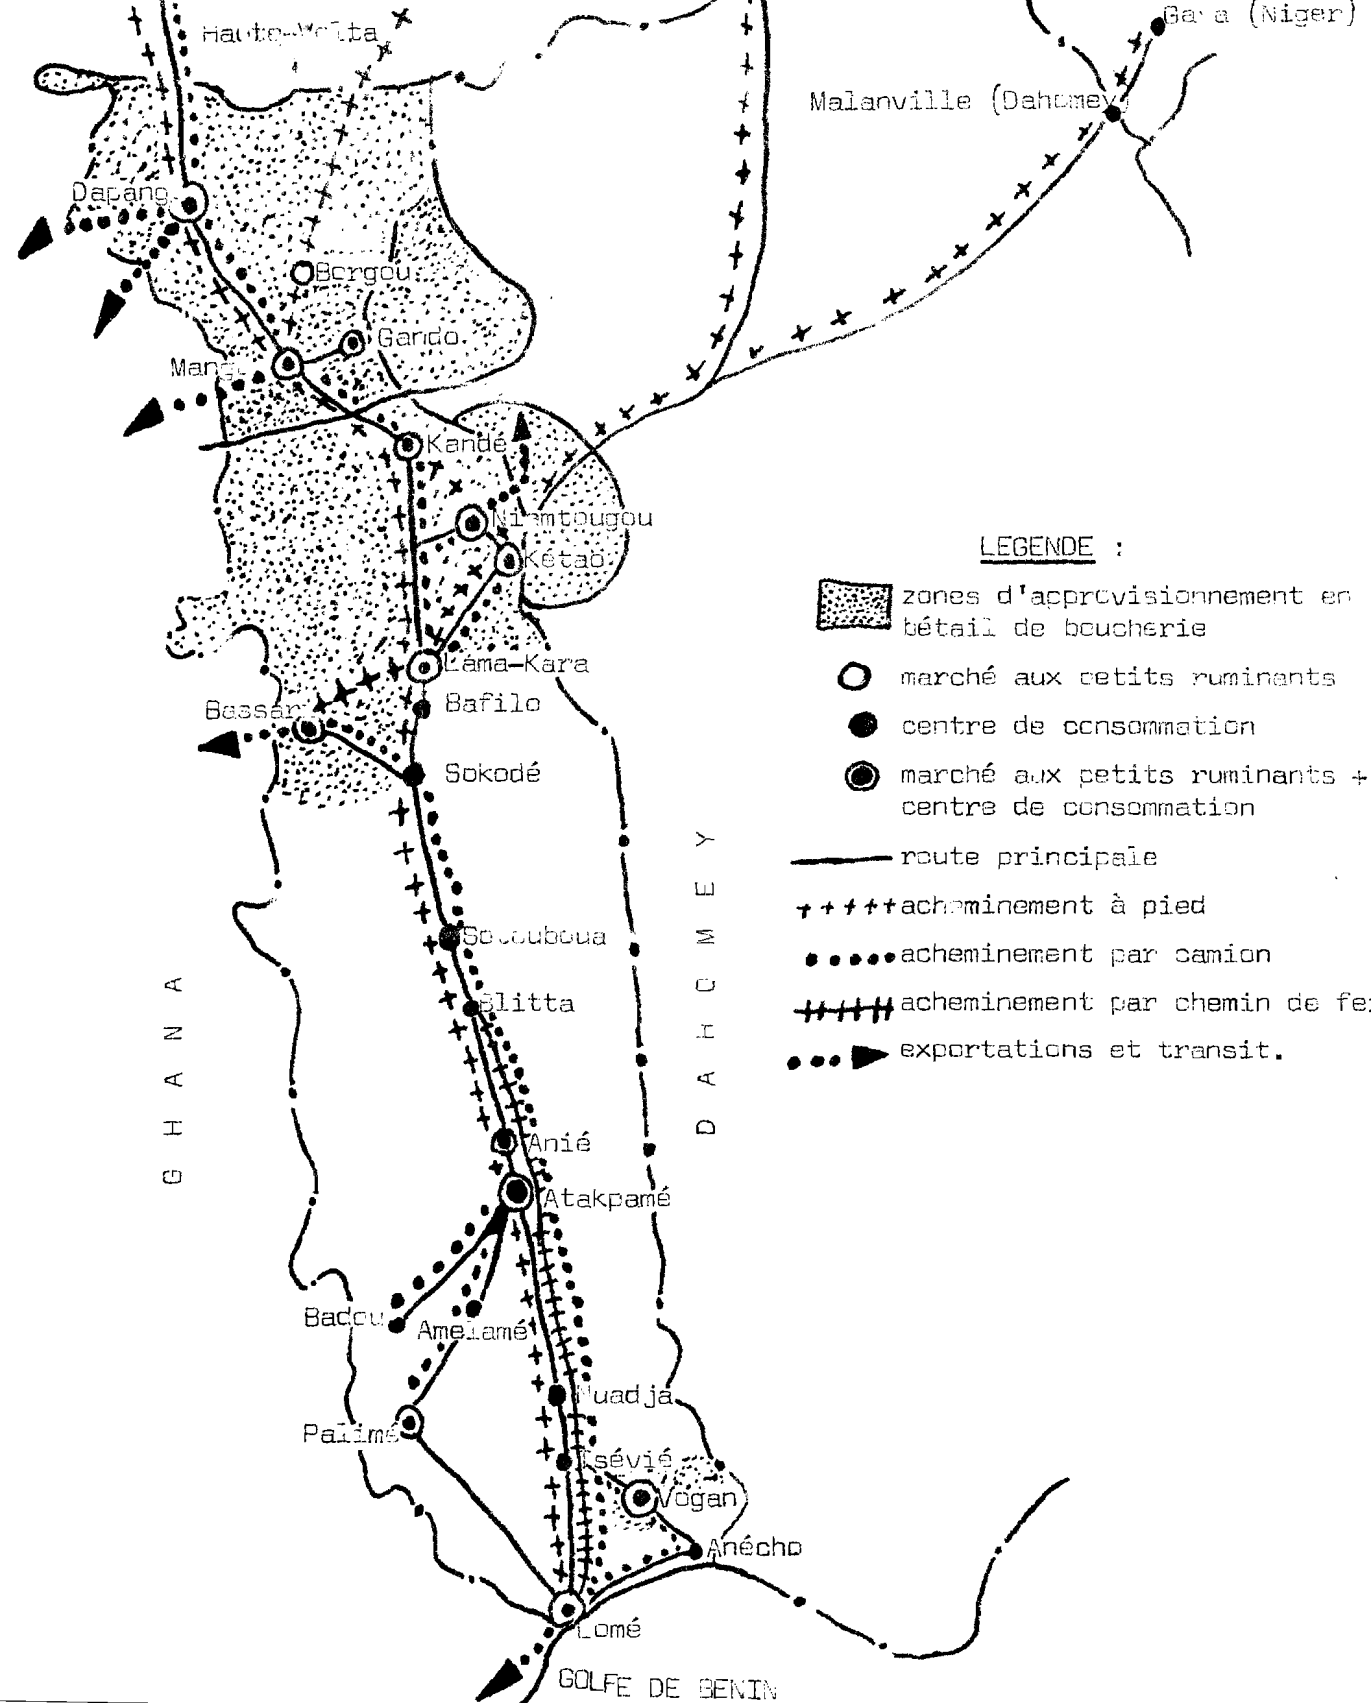 Haute-Volta
(Niger)
Malanville (Dahomey)
Dapang
Borgou
Gando
Mango
Kandé
Niamtougou
Kétao
Lama-Kara
Bassar
Bafilo
Sokodé
Sotouboua
Blitta
Anié
Atakpamé
Badou
Amelamé
Nuadja
Palimé
Tsévié
Vogan
Anécho
Lomé
GOLFE DE BENIN
GHANA
DAHOMEY
LEGENDE :
zones d'approvisionnement en
bétail de boucherie
marché aux petits ruminants
centre de consommation
marché aux petits ruminants +
centre de consommation
route principale
acheminement à pied
acheminement par camion
acheminement par chemin de fer
exportations et transit.